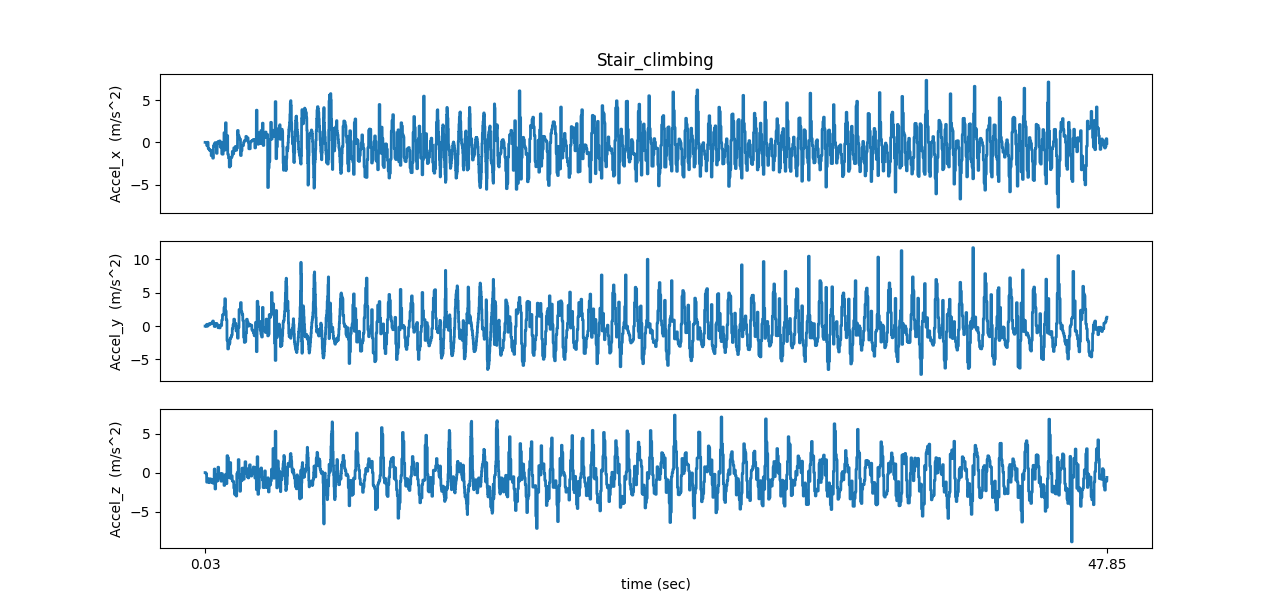 Stair_climbing
Accel_x (m/s^2)
5
0
−5
Accel_y (m/s^2)
10
5
0
−5
Accel_z (m/s^2)
5
0
−5
0.03
47.85
time (sec)